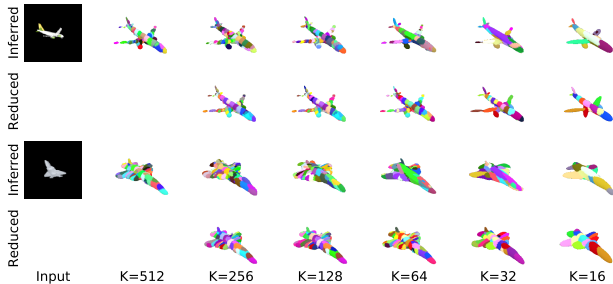 Inferred
Reduced
Inferred
Reduced
Input K=512 K=256 K=128 K=64 K=32 K=16